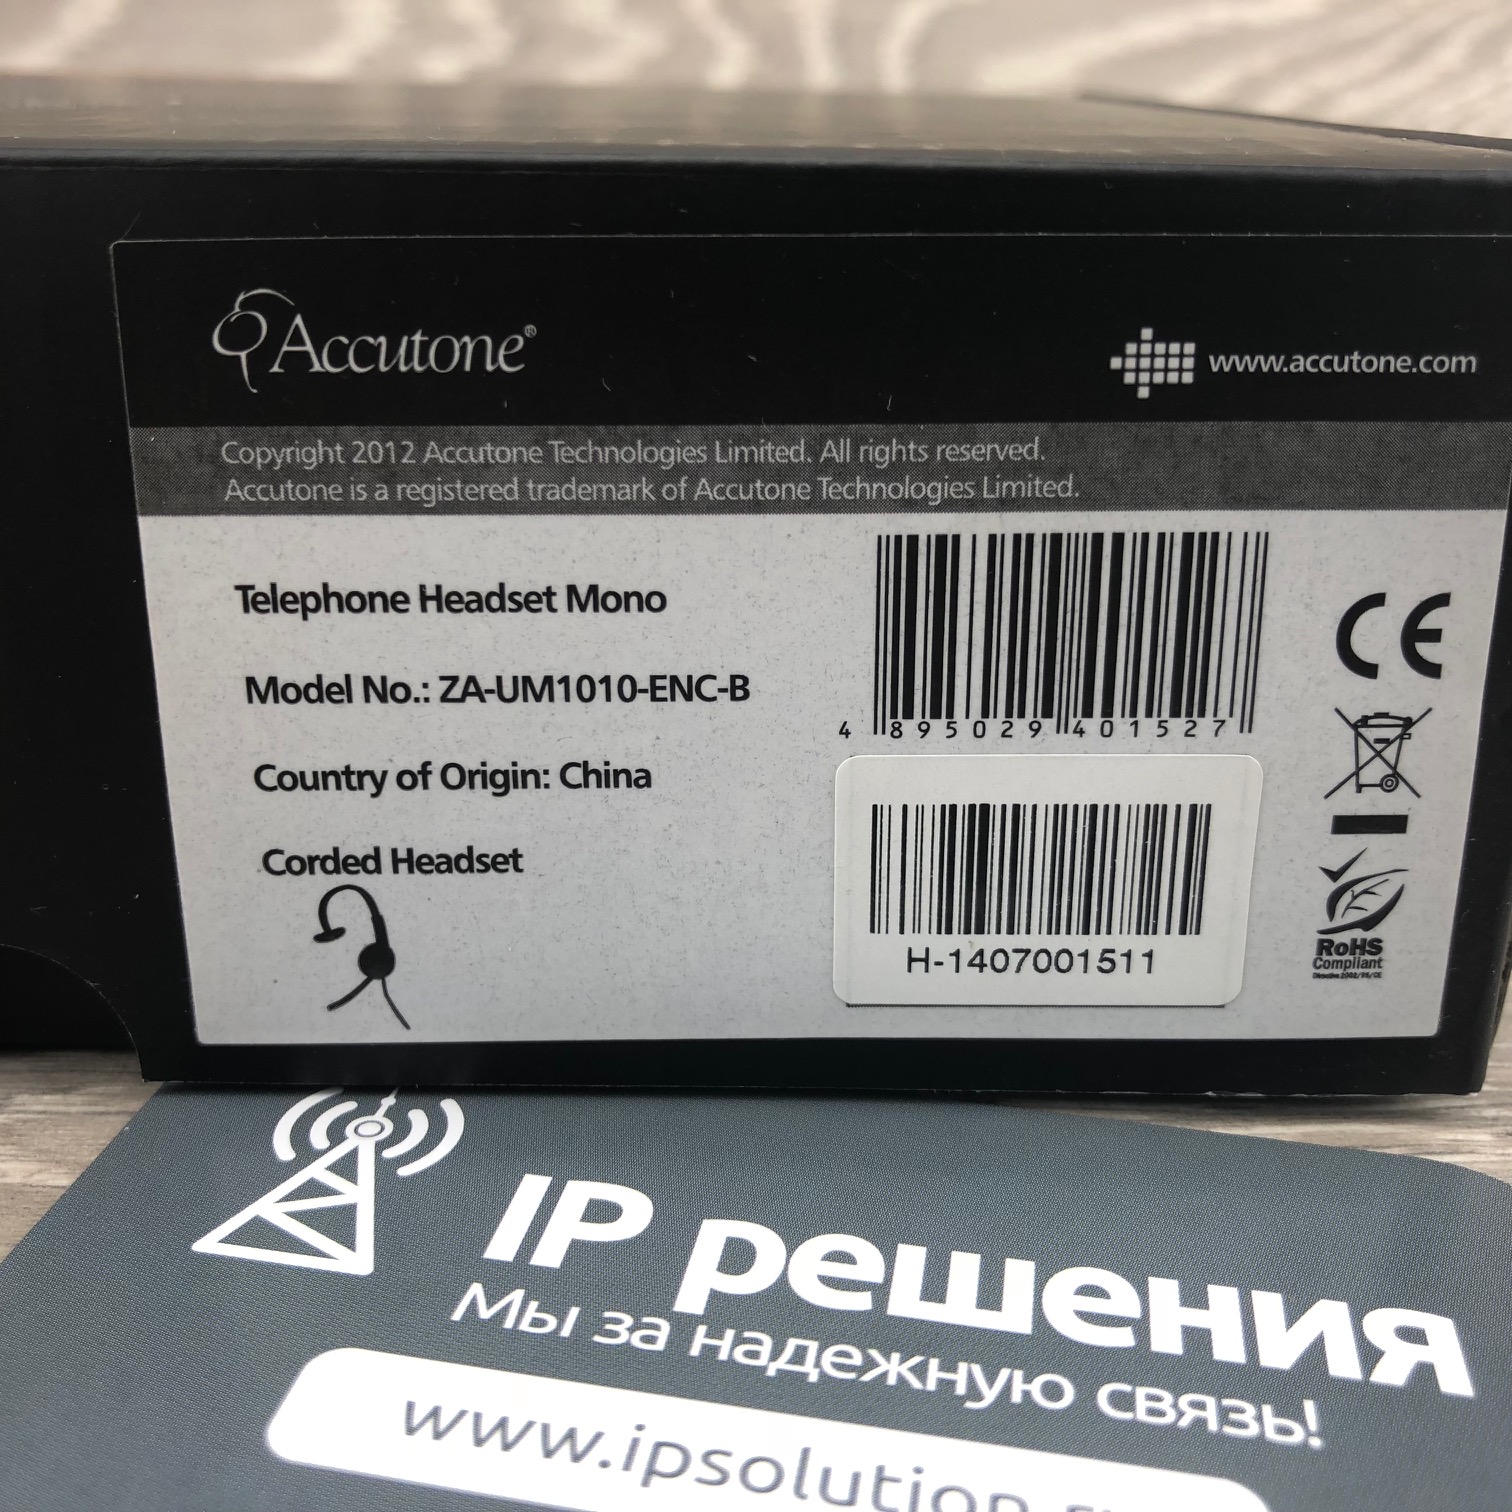 Accutone®
www.accutone.com
Copyright 2012 Accutone Technologies Limited. All rights reserved.
Accutone is a registered trademark of Accutone Technologies Limited.
Telephone Headset Mono
Model No.: ZA-UM1010-ENC-B
Country of Origin: China
Corded Headset
4 895029 401527
H-1407001511
CE
RoHS
Compliant
IP решения
Мы за надежную связь!
www.ipsolution